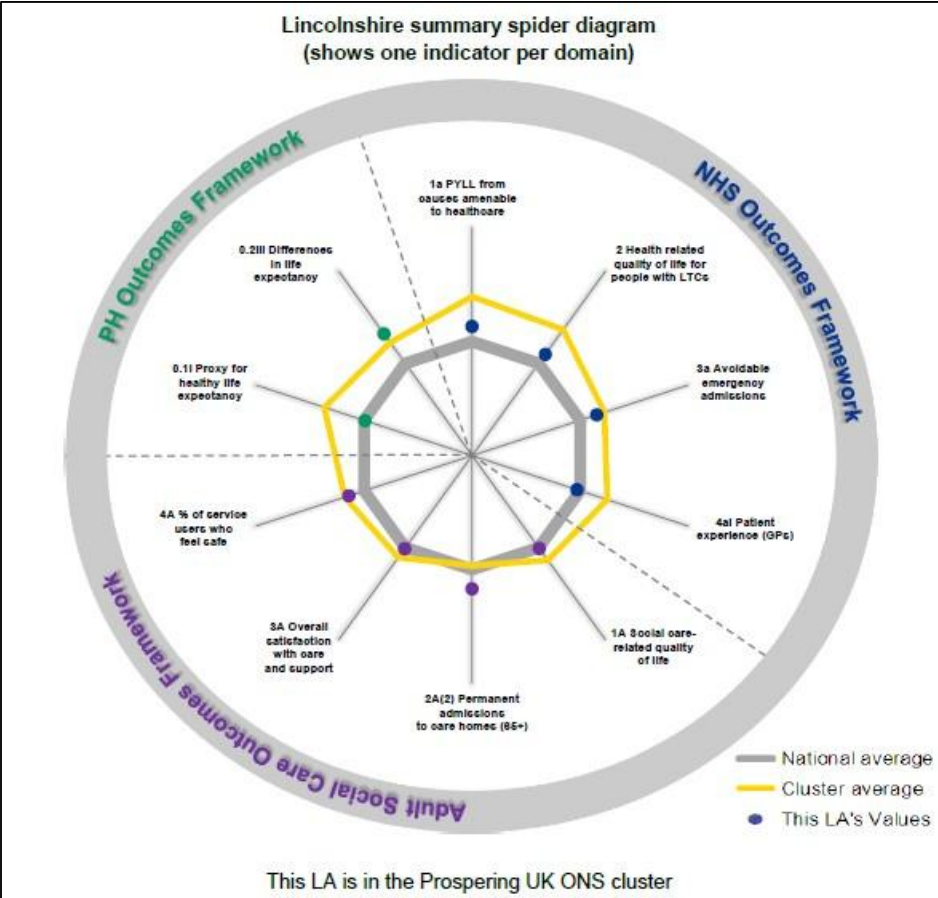 Lincolnshire summary spider diagram
(shows one indicator per domain)
PH Outcomes Framework
NHS Outcomes Framework
Adult Social Care Outcomes Framework
1a PYLL from
causes amenable
to healthcare
2 Health related
quality of life for
people with LTCs
3a Avoidable
emergency
admissions
4aI Patient
experience (GPs)
1A Social care-
related quality
of life
2A(2) Permanent
admissions
to care homes (65+)
3A Overall
satisfaction
with care
and support
4A % of service
users who
feel safe
0.1I Proxy for
healthy life
expectancy
0.2III Differences
in life
expectancy
National average
Cluster average
This LA's Values
This LA is in the Prospering UK ONS cluster